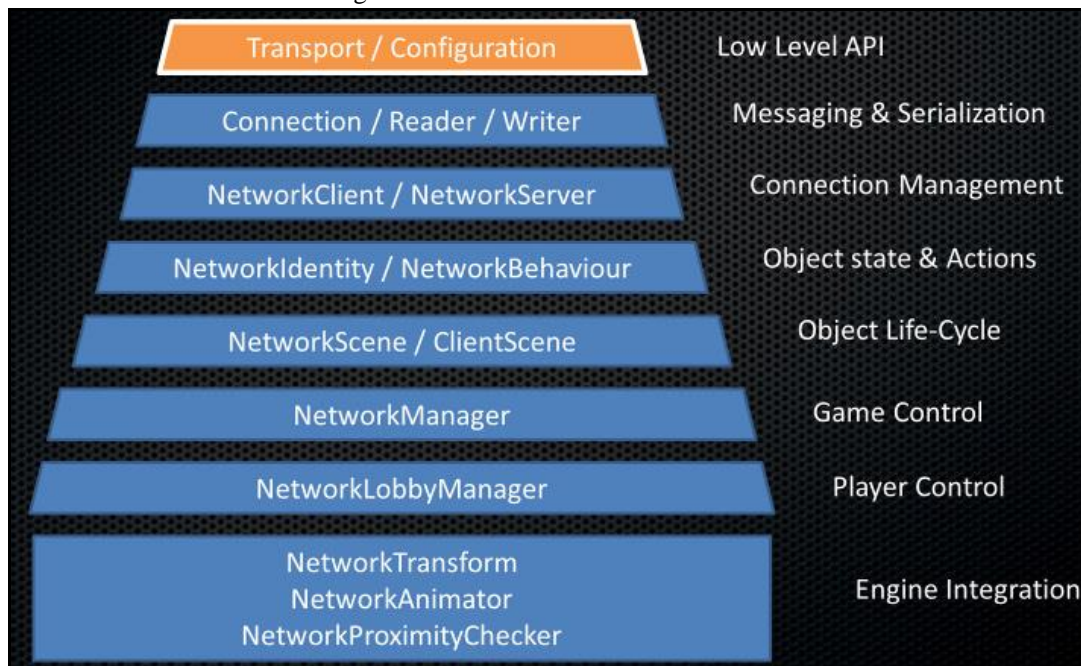 Transport / Configuration Low Level API
Connection / Reader / Writer Messaging & Serialization
NetworkClient / NetworkServer Connection Management
NetworkIdentity / NetworkBehaviour Object state & Actions
NetworkScene / ClientScene Object Life-Cycle
NetworkManager Game Control
NetworkLobbyManager Player Control
NetworkTransform
NetworkAnimator Engine Integration
NetworkProximityChecker